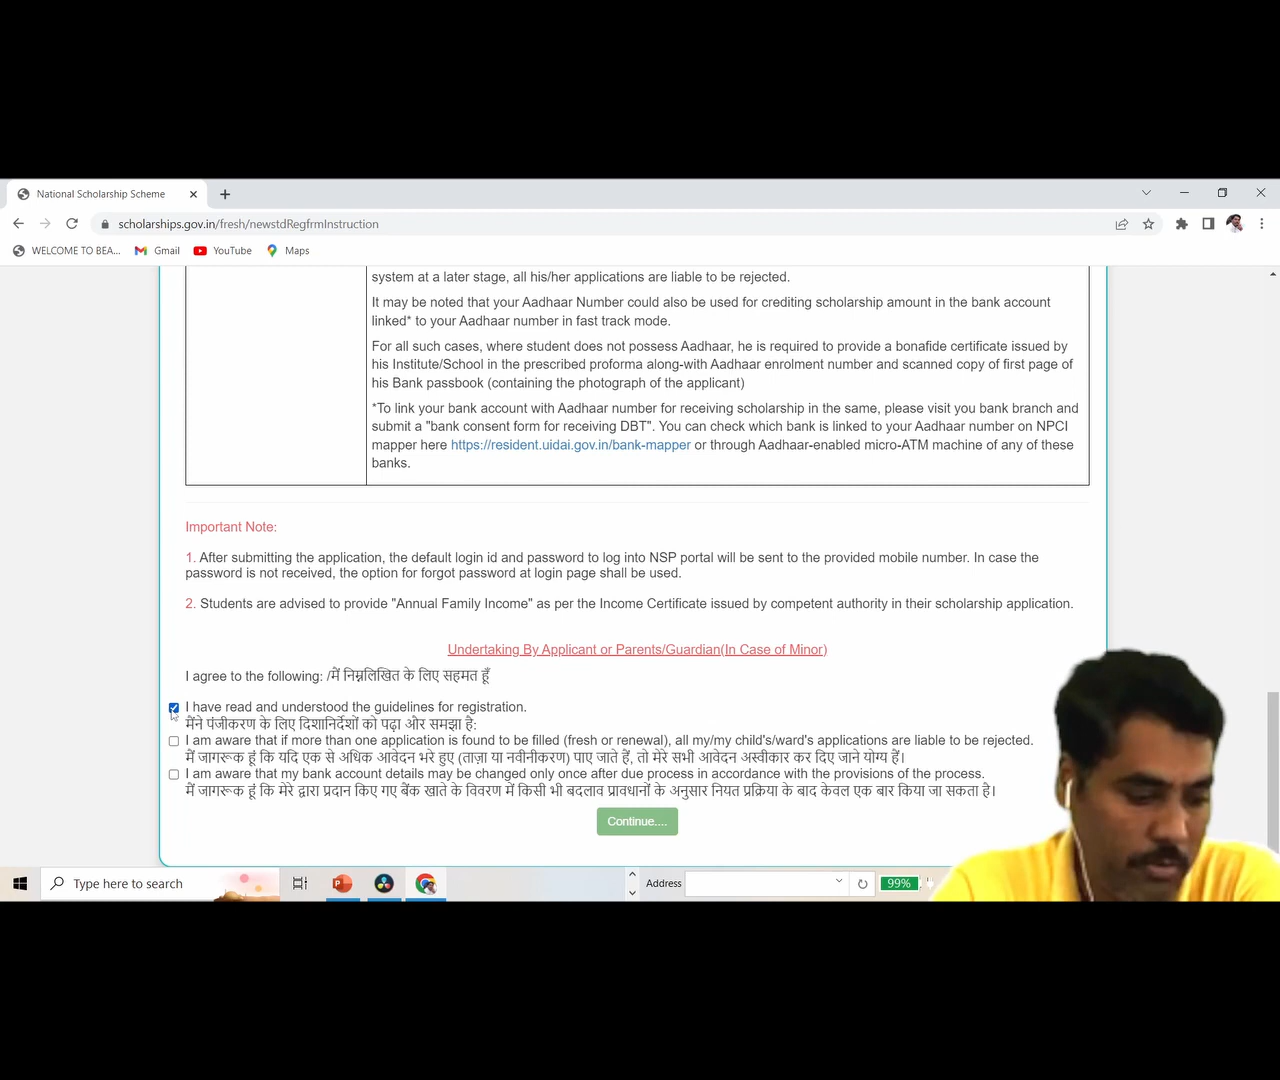 National Scholarship Scheme
scholarships.gov.in/fresh/newstdRegfrmInstruction
WELCOME TO BEA... Gmail YouTube Maps
system at a later stage, all his/her applications are liable to be rejected.
It may be noted that your Aadhaar Number could also be used for crediting scholarship amount in the bank account
linked* to your Aadhaar number in fast track mode.
For all such cases, where student does not possess Aadhaar, he is required to provide a bonafide certificate issued by
his Institute/School in the prescribed proforma along-with Aadhaar enrolment number and scanned copy of first page of
his Bank passbook (containing the photograph of the applicant)
*To link your bank account with Aadhaar number for receiving scholarship in the same, please visit you bank branch and
submit a "bank consent form for receiving DBT". You can check which bank is linked to your Aadhaar number on NPCI
mapper here https://resident.uidai.gov.in/bank-mapper or through Aadhaar-enabled micro-ATM machine of any of these
banks.
Important Note:
1. After submitting the application, the default login id and password to log into NSP portal will be sent to the provided mobile number. In case the
password is not received, the option for forgot password at login page shall be used.
2. Students are advised to provide "Annual Family Income" as per the Income Certificate issued by competent authority in their scholarship application.
Undertaking By Applicant or Parents/Guardian(In Case of Minor)
I agree to the following: /में निम्नलिखित के लिए सहमत हूँ
I have read and understood the guidelines for registration.
मैंने पंजीकरण के लिए दिशानिर्देशों को पढ़ा और समझा है:
I am aware that if more than one application is found to be filled (fresh or renewal), all my/my child's/ward's applications are liable to be rejected.
में जागरूक हूं कि यदि एक से अधिक आवेदन भरे हुए (ताज़ा या नवीनीकरण) पाए जाते हैं, तो मेरे सभी आवेदन अस्वीकार कर दिए जाने योग्य हैं।
I am aware that my bank account details may be changed only once after due process in accordance with the provisions of the process.
में जागरूक हूं कि मेरे द्वारा प्रदान किए गए बैंक खाते के विवरण में किसी भी बदलाव प्रावधानों के अनुसार नियत प्रक्रिया के बाद केवल एक बार किया जा सकता है।
Continue....
Type here to search
Address
99%